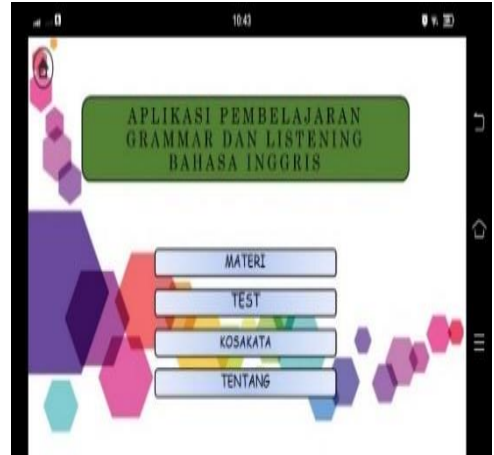 10:43
APLIKASI PEMBELAJARAN
GRAMMAR DAN LISTENING
BAHASA INGGRIS
MATERI
TEST
KOSAKATA
TENTANG